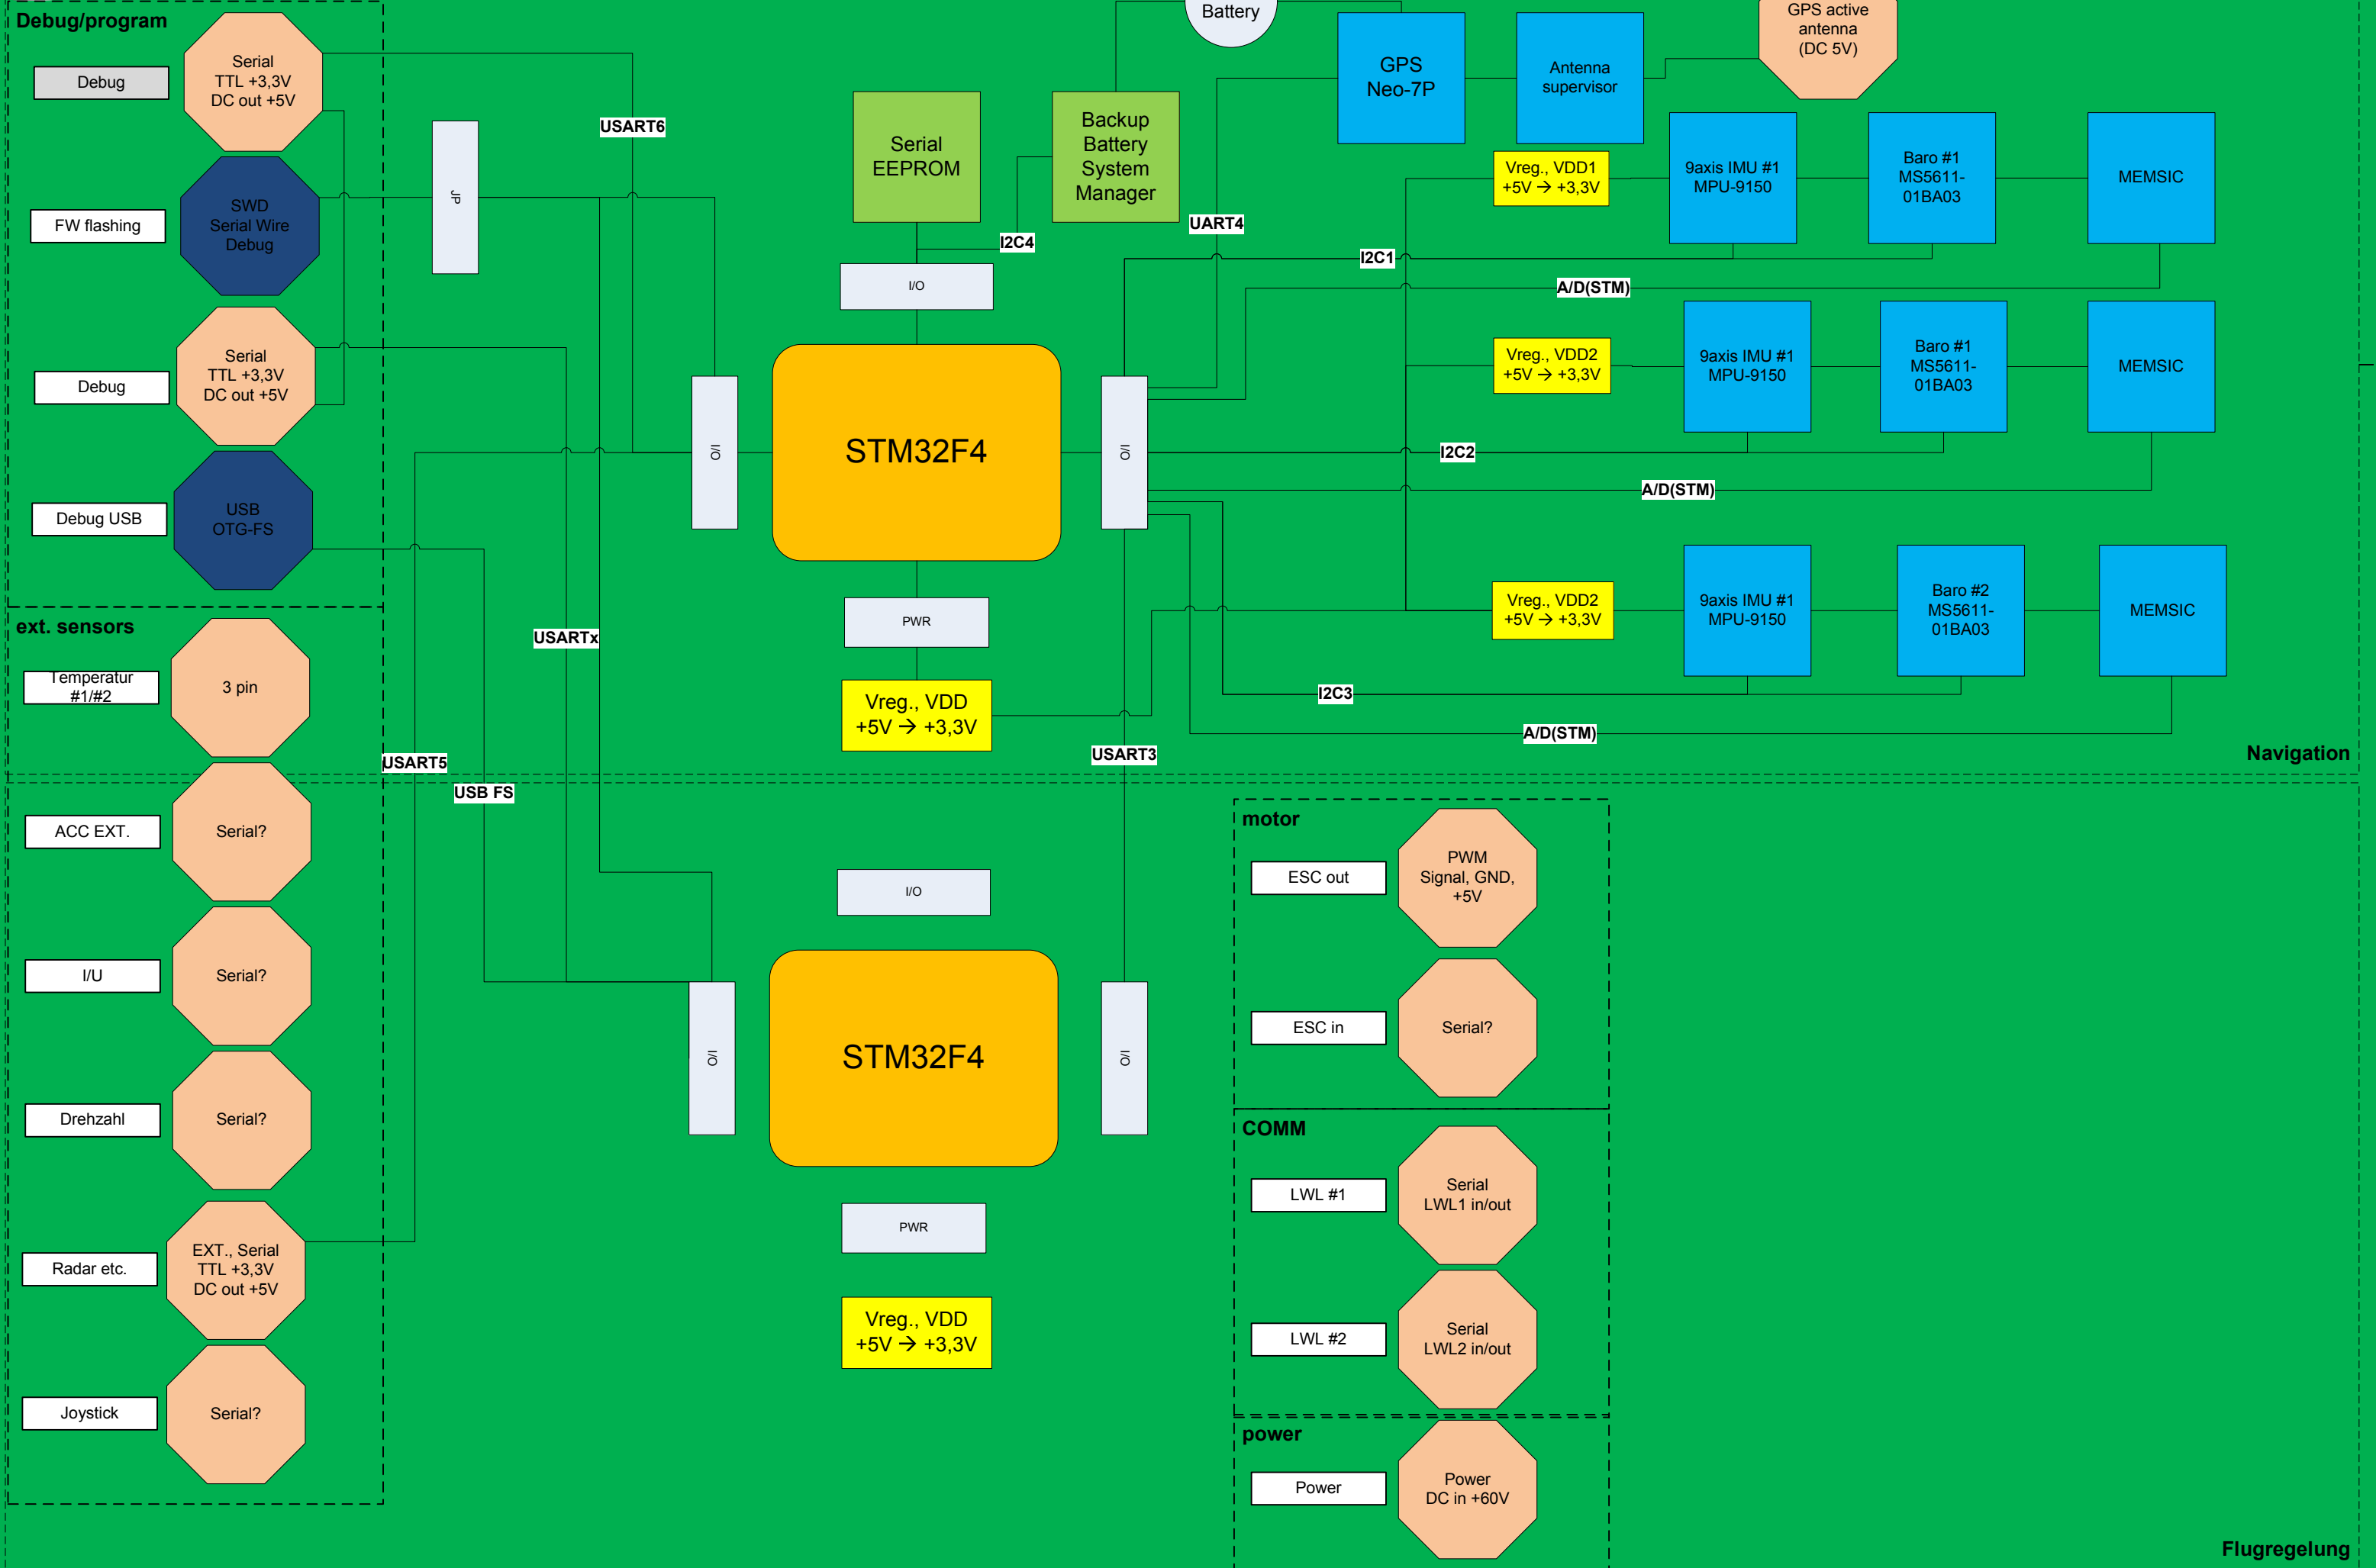 Debug/program
Debug
Serial
TTL +3,3V
DC out +5V
FW flashing
SWD
Serial Wire
Debug
Debug
Serial
TTL +3,3V
DC out +5V
Debug USB
USB
OTG-FS
JP
USART6
Serial
EEPROM
Backup
Battery
System
Manager
Battery
I2C4
I/O
GPS
Neo-7P
Antenna
supervisor
GPS active
antenna
(DC 5V)
UART4
Vreg., VDD1
+5V → +3,3V
9axis IMU #1
MPU-9150
Baro #1
MS5611-
01BA03
MEMSIC
I2C1
A/D(STM)
Vreg., VDD2
+5V → +3,3V
9axis IMU #1
MPU-9150
Baro #1
MS5611-
01BA03
MEMSIC
I/O
STM32F4
I/O
I2C2
A/D(STM)
PWR
Vreg., VDD
+5V → +3,3V
Vreg., VDD2
+5V → +3,3V
9axis IMU #1
MPU-9150
Baro #2
MS5611-
01BA03
MEMSIC
I2C3
A/D(STM)
Navigation
USART3
USARTx
USART5
USB FS
ext. sensors
Temperatur
#1/#2
3 pin
ACC EXT.
Serial?
I/U
Serial?
Drehzahl
Serial?
Radar etc.
EXT., Serial
TTL +3,3V
DC out +5V
Joystick
Serial?
I/O
I/O
STM32F4
I/O
PWR
Vreg., VDD
+5V → +3,3V
motor
ESC out
PWM
Signal, GND,
+5V
ESC in
Serial?
COMM
LWL #1
Serial
LWL1 in/out
LWL #2
Serial
LWL2 in/out
power
Power
Power
DC in +60V
Flugregelung